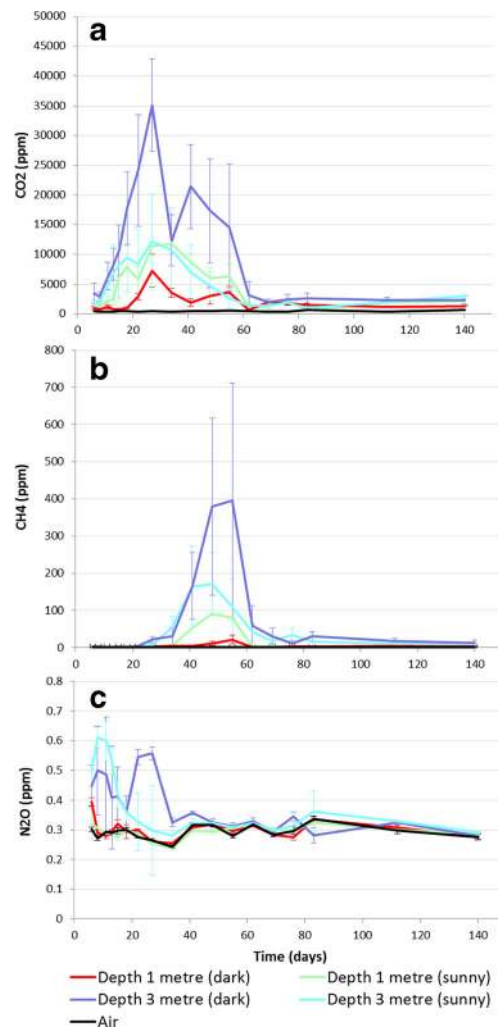 a
50000
45000
40000
35000
30000
25000
20000
15000
10000
5000
0
CO2 (ppm)
0 20 40 60 80 100 120 140
b
800
700
600
500
400
300
200
100
0
CH4 (ppm)
0 20 40 60 80 100 120 140
c
0.8
0.7
0.6
0.5
0.4
0.3
0.2
0.1
0
N2O (ppm)
0 20 40 60 80 100 120 140
Time (days)
Depth 1 metre (dark) Depth 1 metre (sunny)
Depth 3 metre (dark) Depth 3 metre (sunny)
Air